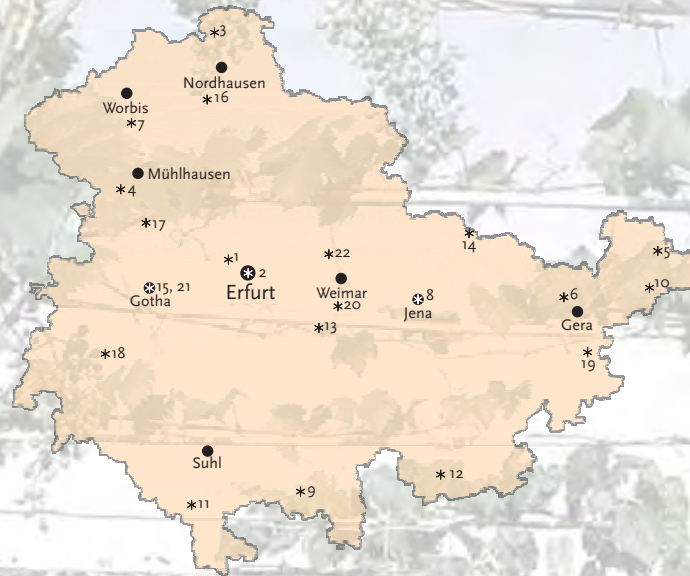 3
Nordhausen
16
Worbis
7
Mühlhausen
4
17
14
1
22
5
2
Erfurt
15, 21
Gotha
Weimar
20
8
Jena
6
10
Gera
13
18
19
Suhl
12
9
11